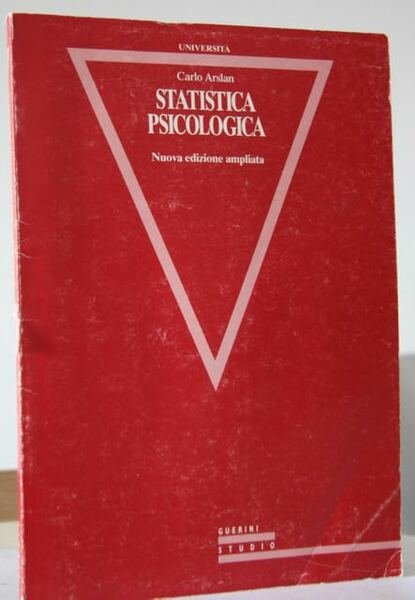 UNIVERSITÀ
Carlo Arslan
STATISTICA
PSICOLOGICA
Nuova edizione ampliata
GUERINI
STUDIO